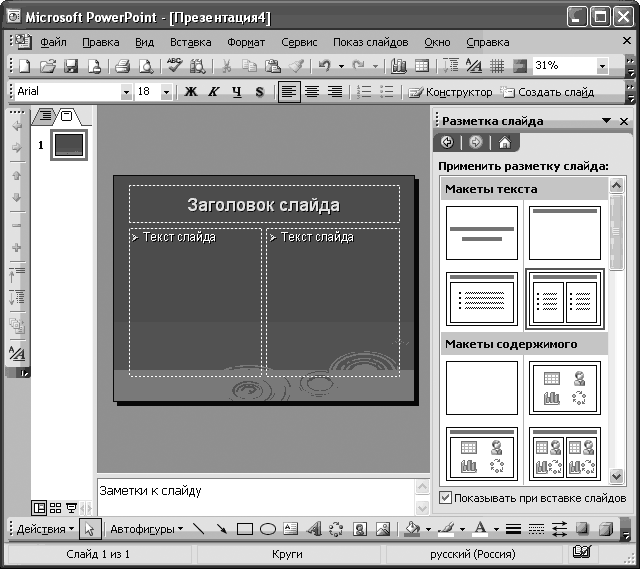 Microsoft PowerPoint - [Презентация4]
Файл Правка Вид Вставка Формат Сервис Показ слайдов Окно Справка
31%
Arial 18 Ж К Ч S Конструктор Создать слайд
Разметка слайда
1
Применить разметку слайда:
Макеты текста
Заголовок слайда
Текст слайда Текст слайда
Макеты содержимого
Заметки к слайду
Показывать при вставке слайдов
Действия Автофигуры
Слайд 1 из 1 Круги русский (Россия)